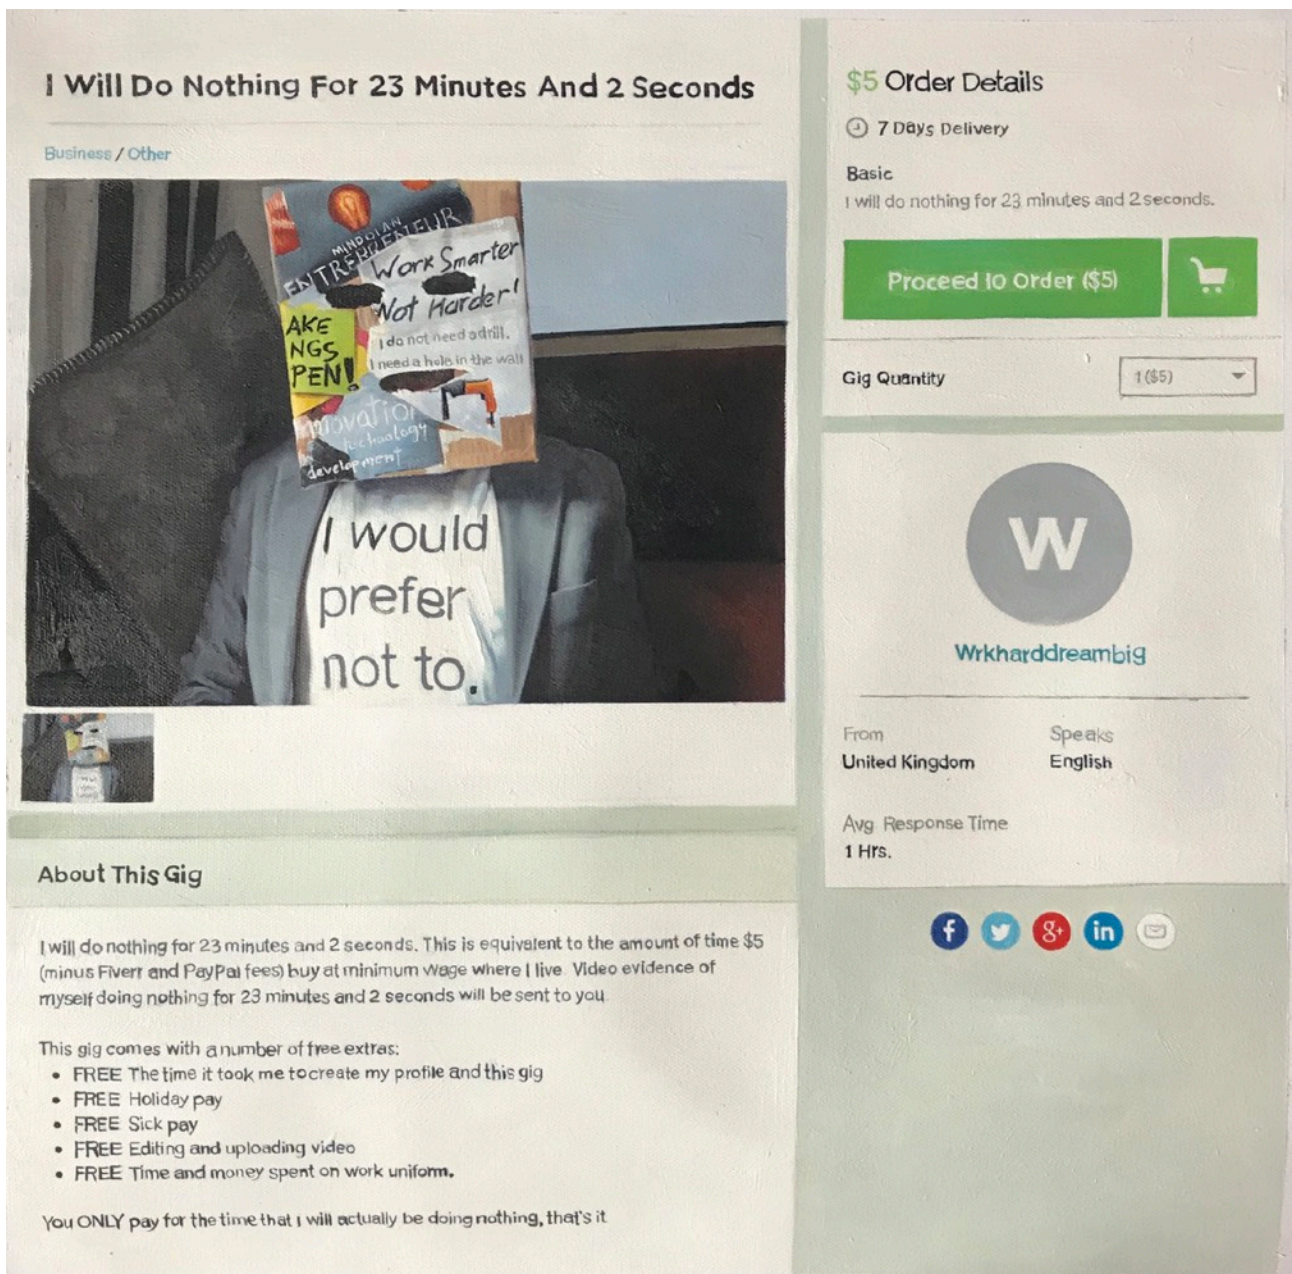 I Will Do Nothing For 23 Minutes And 2 Seconds
Business / Other
MINDSLAN
ENTREPRENEUR
Work Smarter
Not Harder!
AKE
NGS
PEN!
I do not need a drill.
I need a hole in the wall
innovation
technology
development
I would
prefer
not to.
About This Gig
I will do nothing for 23 minutes and 2 seconds. This is equivalent to the amount of time $5
(minus Fiverr and PayPal fees) buy at minimum wage where I live. Video evidence of
myself doing nothing for 23 minutes and 2 seconds will be sent to you
This gig comes with a number of free extras:
• FREE The time it took me to create my profile and this gig
• FREE Holiday pay
• FREE Sick pay
• FREE Editing and uploading video
• FREE Time and money spent on work uniform.
You ONLY pay for the time that I will actually be doing nothing, that's it
$5 Order Details
7 Days Delivery
Basic
I will do nothing for 23 minutes and 2 seconds.
Proceed to Order ($5)
Gig Quantity
1 ($5)
W
Wrkharddreambig
From
Speaks
United Kingdom
English
Avg Response Time
1 Hrs.
f
g+
in